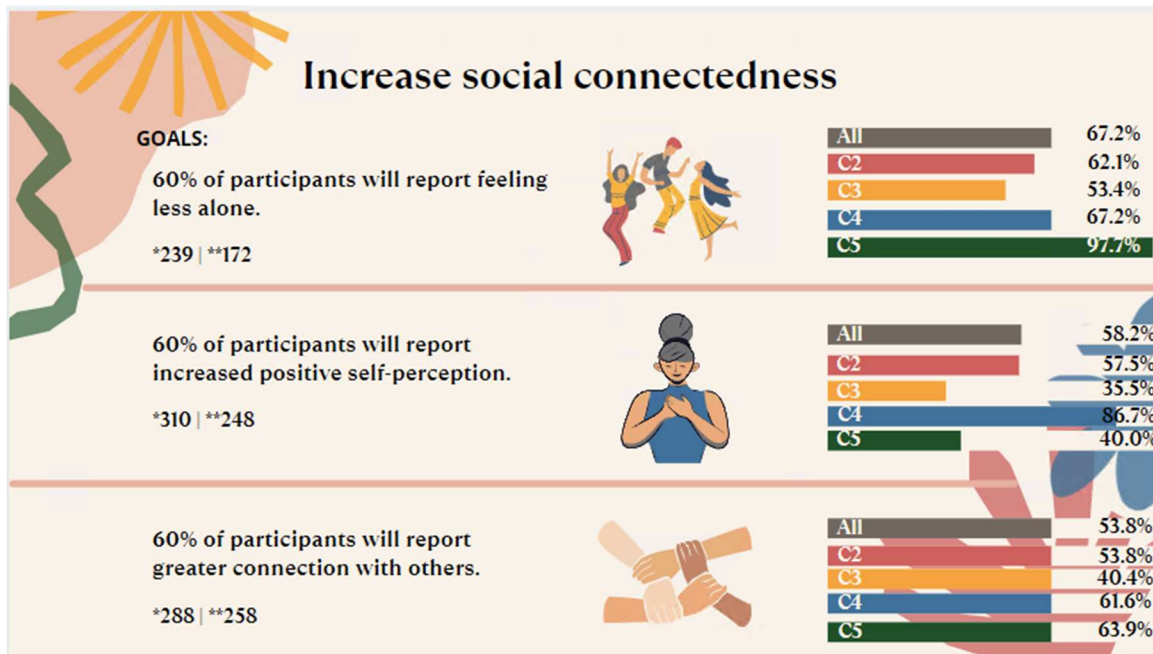 Increase social connectedness
GOALS:
60% of participants will report feeling
less alone.
*239 | **172
All 67.2%
C2 62.1%
C3 53.4%
C4 67.2%
C5 97.7%
60% of participants will report
increased positive self-perception.
*310 | **248
All 58.2%
C2 57.5%
C3 35.5%
C4 86.7%
C5 40.0%
60% of participants will report
greater connection with others.
*288 | **258
All 53.8%
C2 53.8%
C3 40.4%
C4 61.6%
C5 63.9%